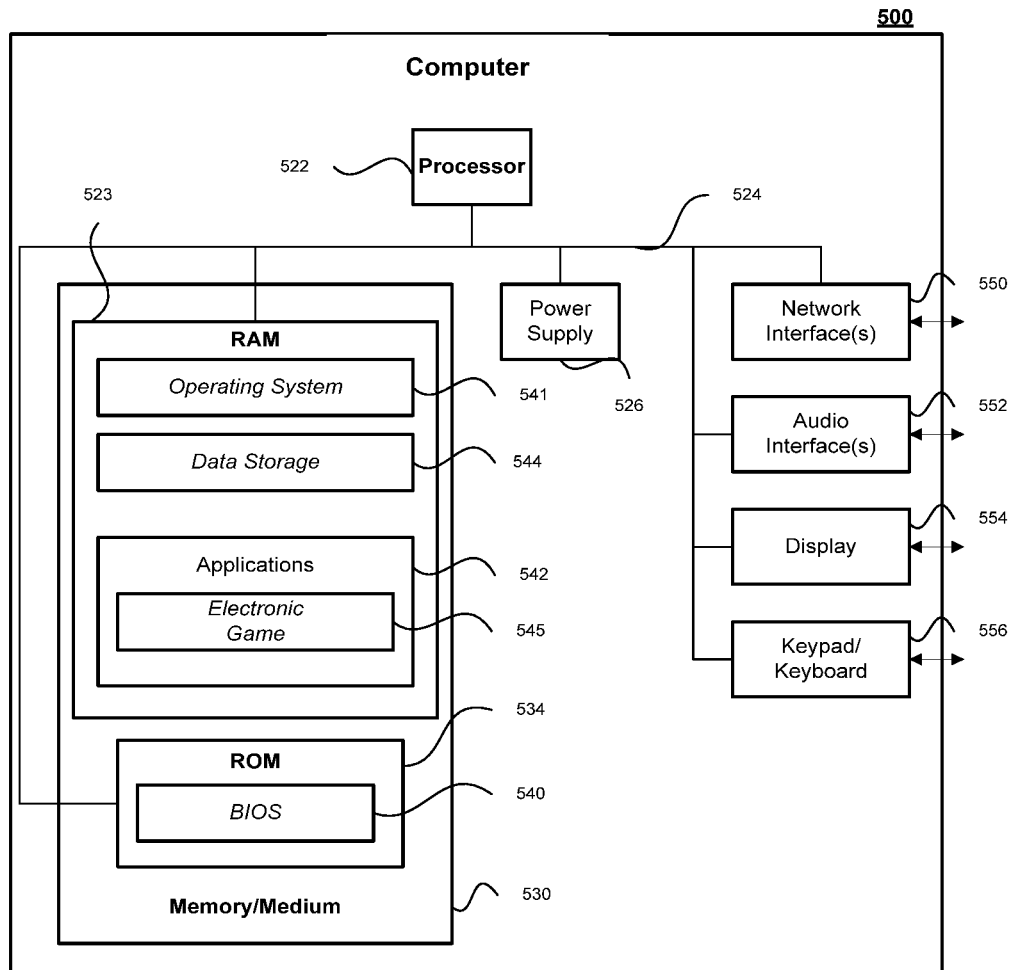 500
Computer
Processor
522
523
524
RAM
Operating System
541
Data Storage
544
Applications
542
Electronic
Game
545
Power
Supply
526
Network
Interface(s)
550
Audio
Interface(s)
552
Display
554
Keypad/
Keyboard
556
534
ROM
BIOS
540
Memory/Medium
530